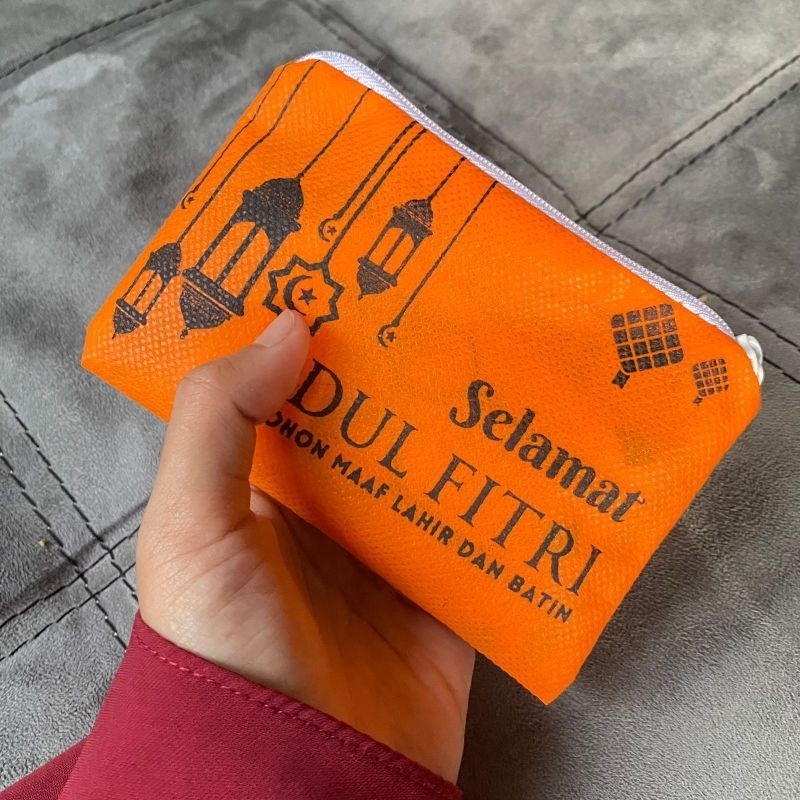 Selamat
DUL FITRI
OHON MAAF LAHIR DAN BATIN